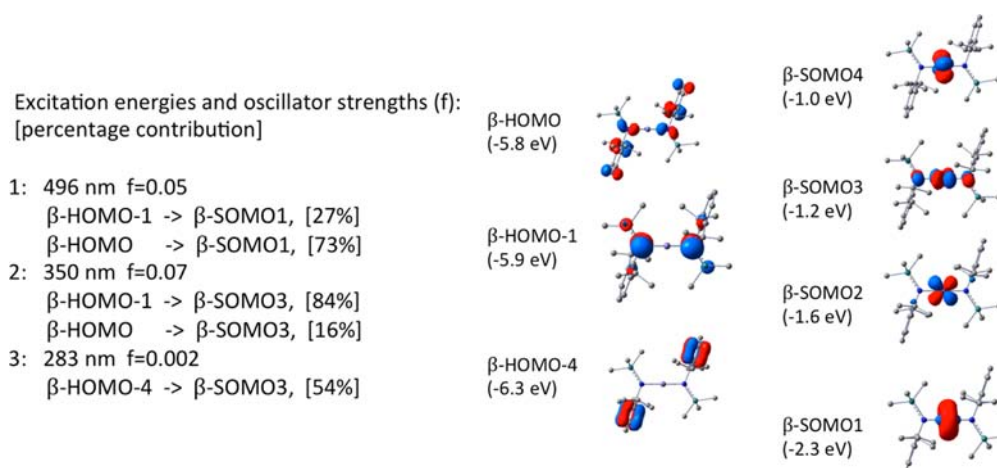 Excitation energies and oscillator strengths (f):
[percentage contribution]
1: 496 nm f=0.05
β-HOMO-1 -> β-SOMO1, [27%]
β-HOMO -> β-SOMO1, [73%]
2: 350 nm f=0.07
β-HOMO-1 -> β-SOMO3, [84%]
β-HOMO -> β-SOMO3, [16%]
3: 283 nm f=0.002
β-HOMO-4 -> β-SOMO3, [54%]
β-HOMO
(-5.8 eV)
β-HOMO-1
(-5.9 eV)
β-HOMO-4
(-6.3 eV)
β-SOMO4
(-1.0 eV)
β-SOMO3
(-1.2 eV)
β-SOMO2
(-1.6 eV)
β-SOMO1
(-2.3 eV)